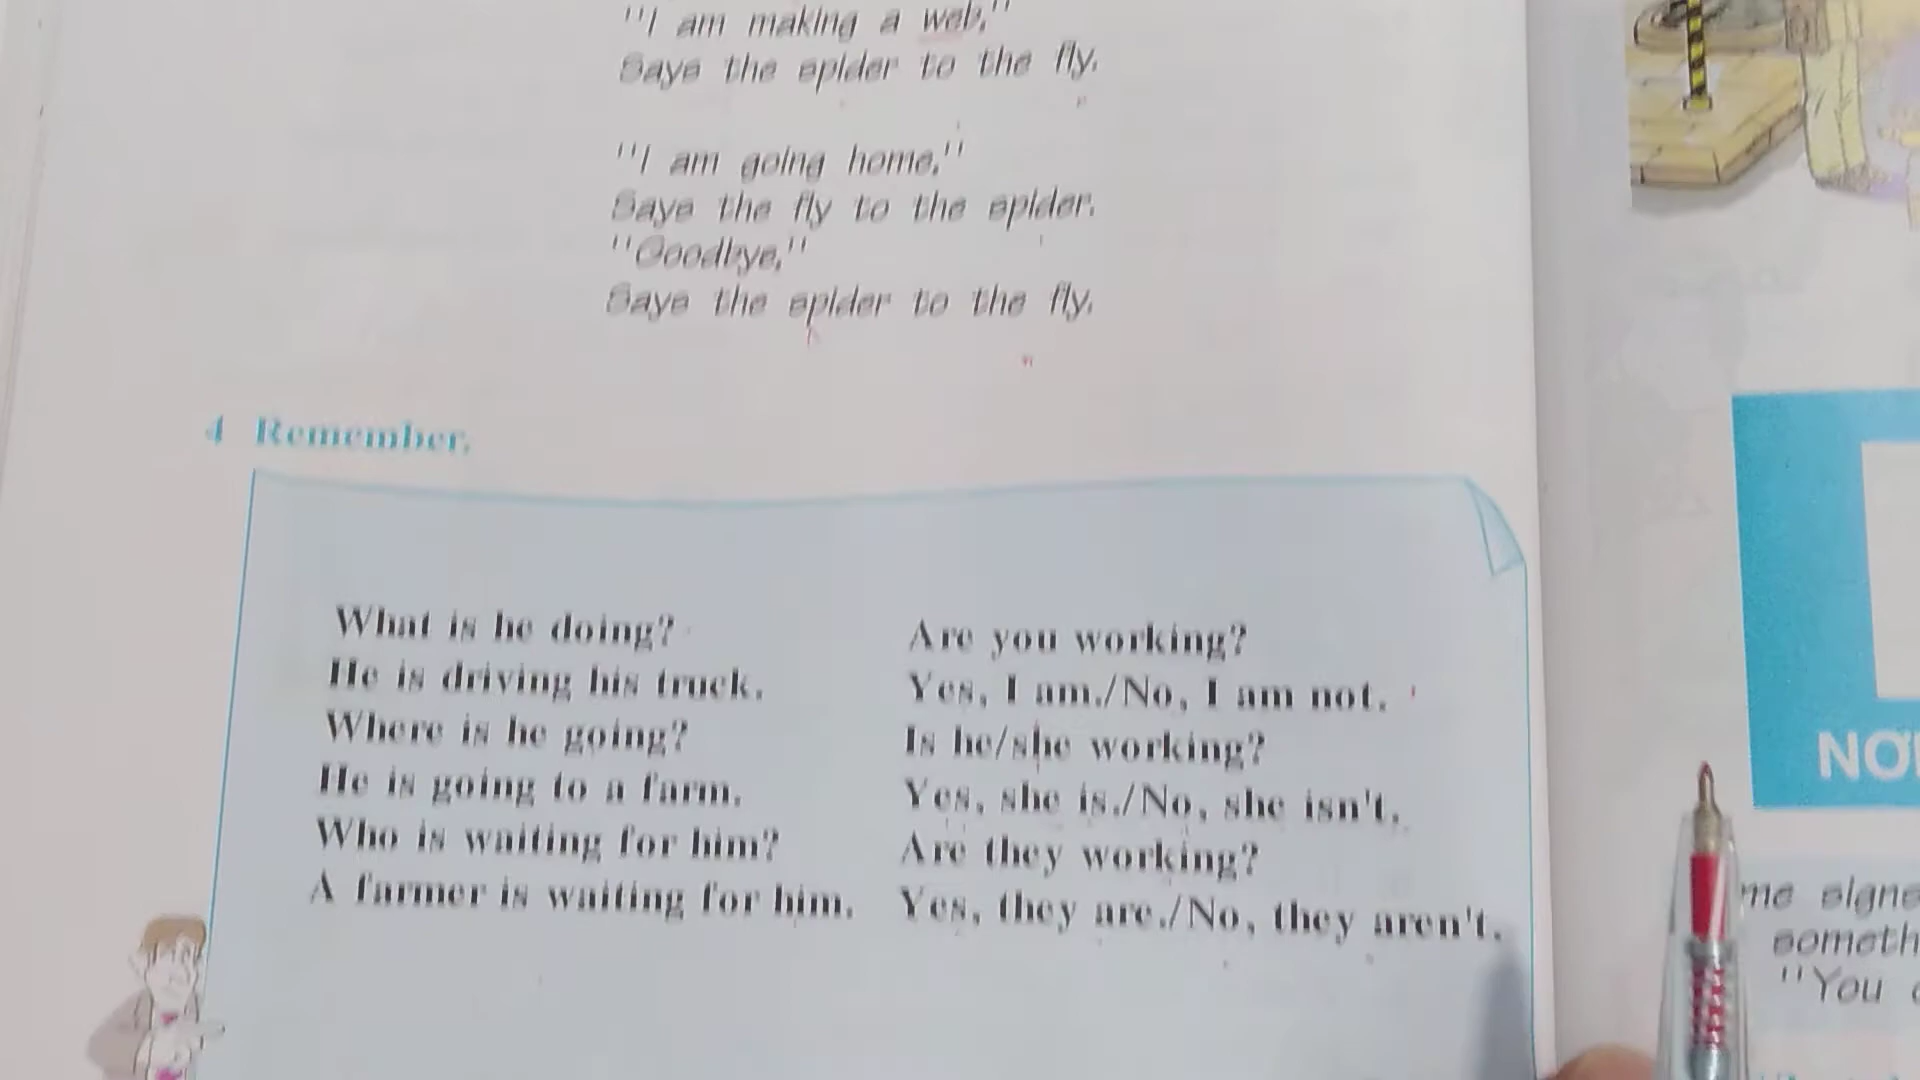 "I am making a web,"
Says the spider to the fly.
"I am going home,"
Says the fly to the spider.
"Goodbye,"
Says the spider to the fly.
4 Remember.
What is he doing?
He is driving his truck.
Where is he going?
He is going to a farm.
Who is waiting for him?
A farmer is waiting for him.
Are you working?
Yes, I am./No, I am not.
Is he/she working?
Yes, she is./No, she isn't.
Are they working?
Yes, they are./No, they aren't.
"You